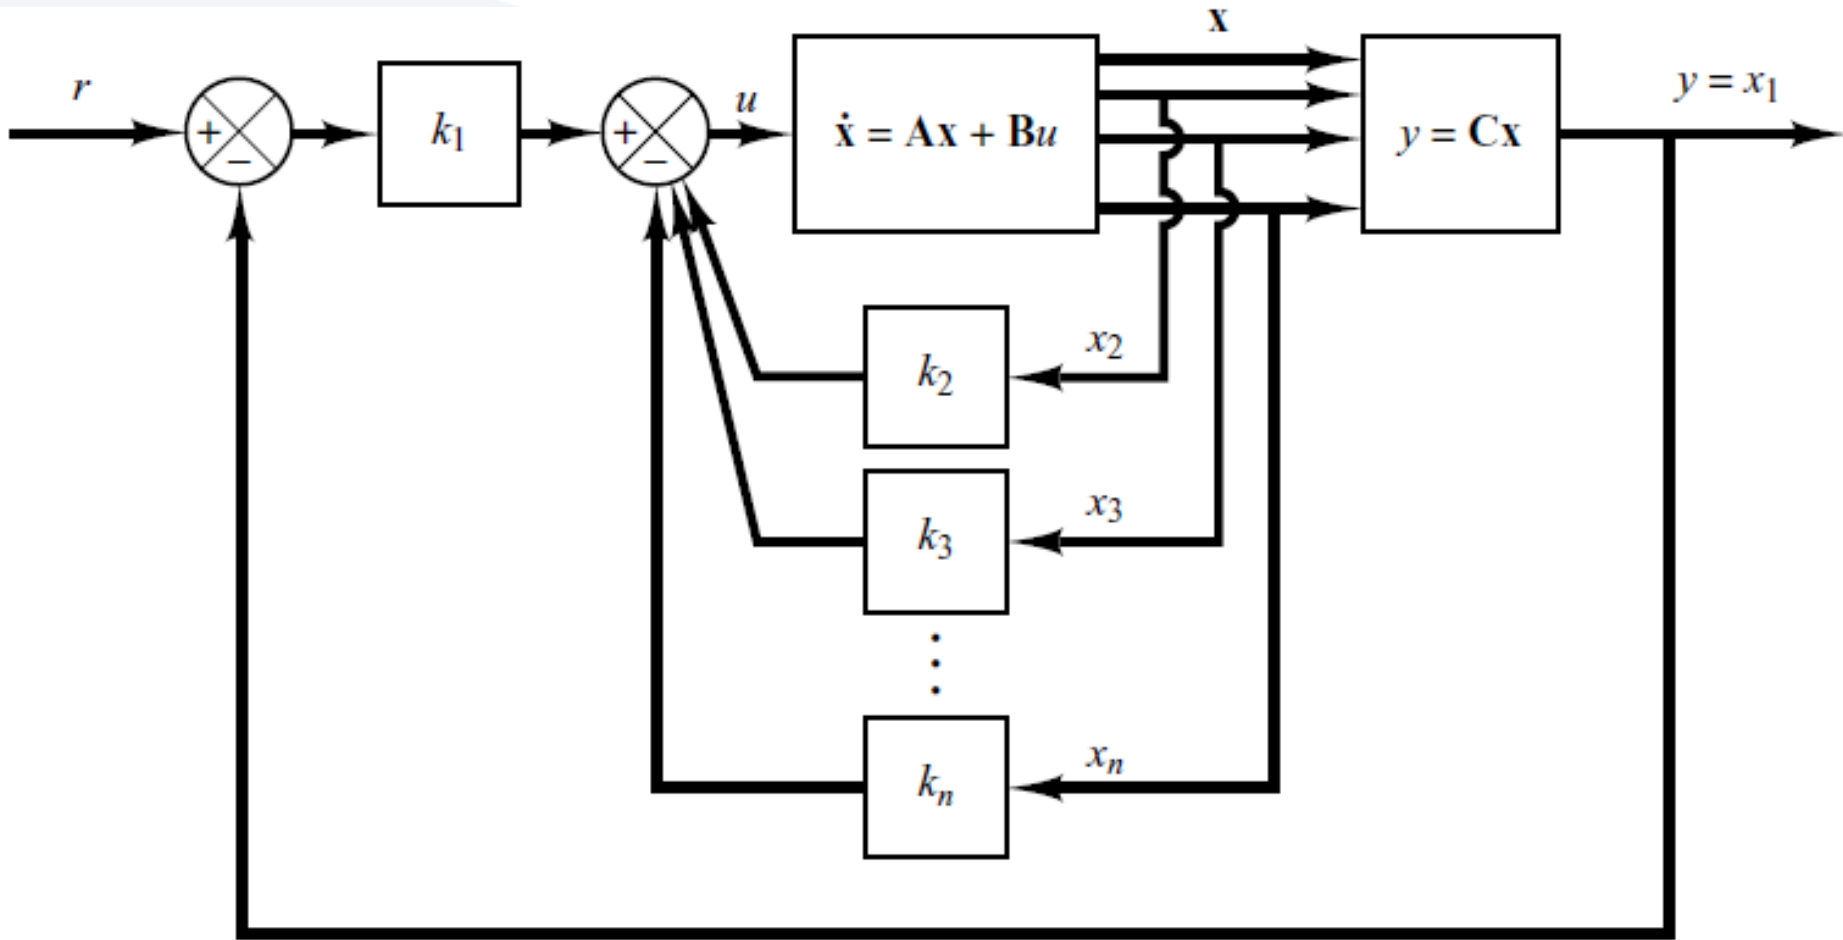 x
r
+
−
k1
+
−
u
ẋ = Ax + Bu
y = Cx
y = x1
k2
x2
k3
x3
⋮
kn
xn